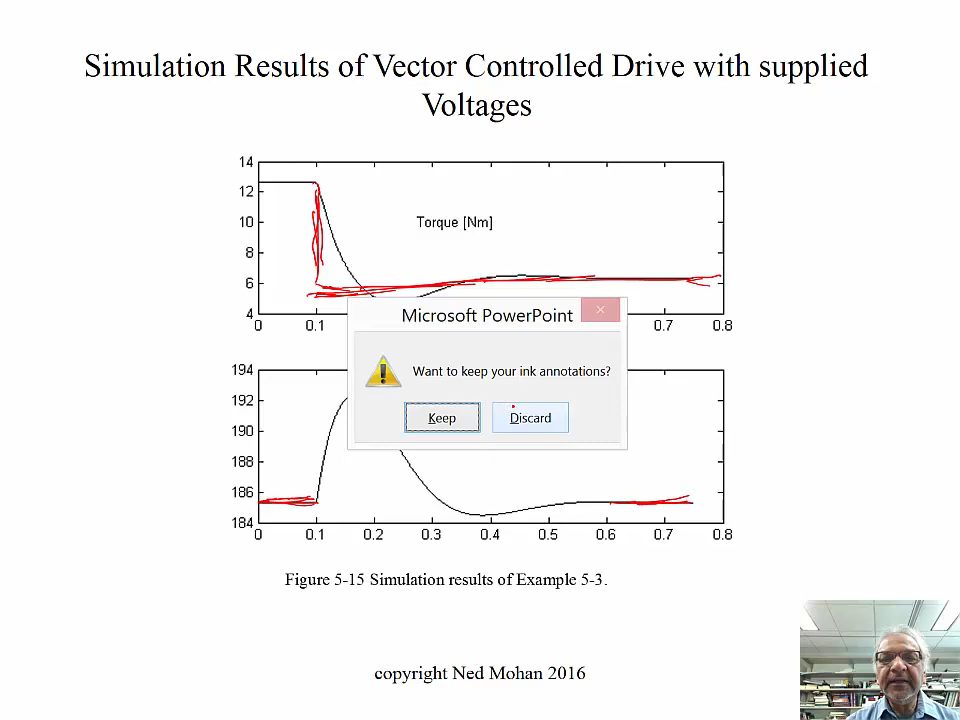 Simulation Results of Vector Controlled Drive with supplied
Voltages
14
12
10
8
6
4
Torque [Nm]
0 0.1 0.7 0.8
Microsoft PowerPoint
Want to keep your ink annotations?
Keep Discard
194
192
190
188
186
184
0 0.1 0.2 0.3 0.4 0.5 0.6 0.7 0.8
Figure 5-15 Simulation results of Example 5-3.
copyright Ned Mohan 2016